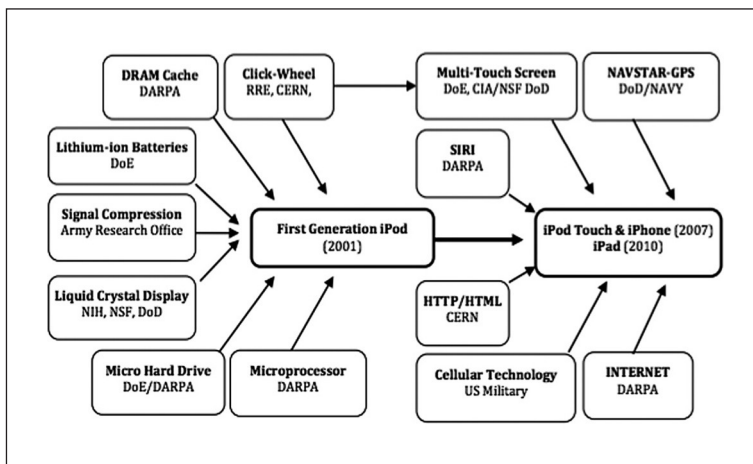 DRAM Cache
DARPA
Click-Wheel
RRE, CERN,
Multi-Touch Screen
DoE, CIA/NSF DoD
NAVSTAR-GPS
DoD/NAVY
Lithium-ion Batteries
DoE
SIRI
DARPA
Signal Compression
Army Research Office
First Generation iPod
(2001)
iPod Touch & iPhone (2007)
iPad (2010)
Liquid Crystal Display
NIH, NSF, DoD
HTTP/HTML
CERN
Micro Hard Drive
DoE/DARPA
Microprocessor
DARPA
Cellular Technology
US Military
INTERNET
DARPA